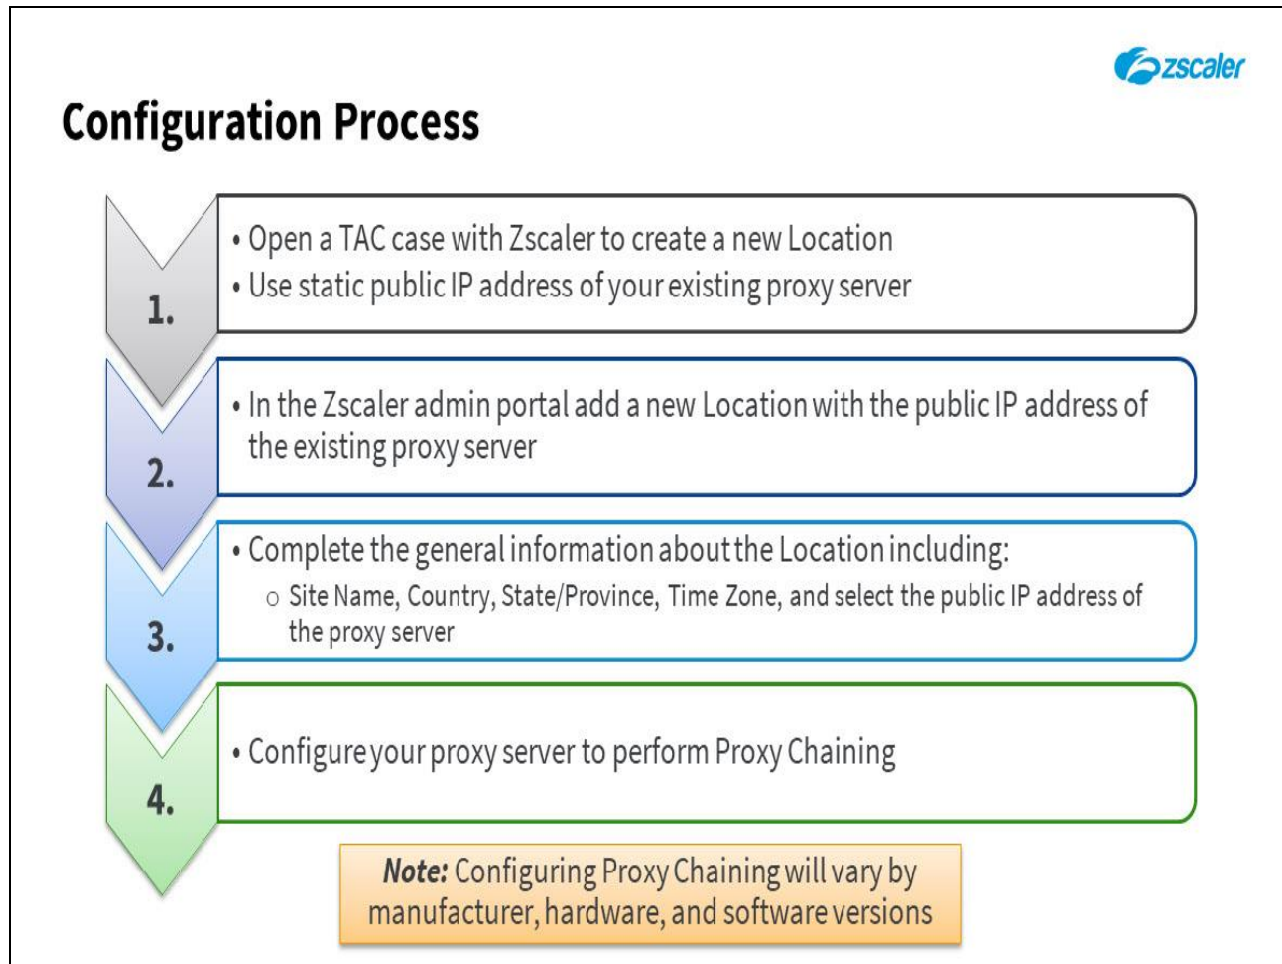 zscaler
Configuration Process
1.
• Open a TAC case with Zscaler to create a new Location
• Use static public IP address of your existing proxy server
2.
• In the Zscaler admin portal add a new Location with the public IP address of
the existing proxy server
3.
• Complete the general information about the Location including:
o Site Name, Country, State/Province, Time Zone, and select the public IP address of
the proxy server
4.
• Configure your proxy server to perform Proxy Chaining
Note: Configuring Proxy Chaining will vary by
manufacturer, hardware, and software versions